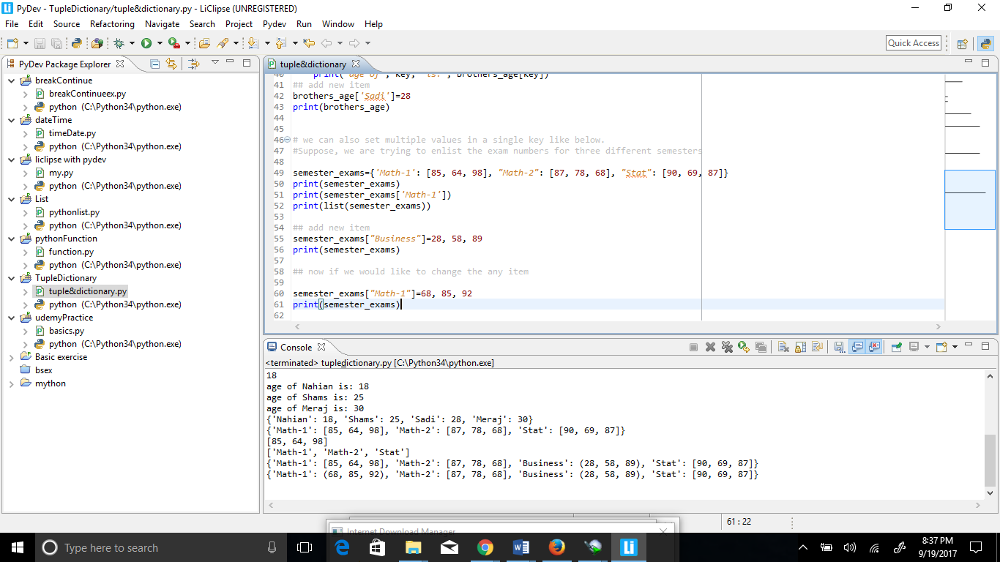 PyDev - TupleDictionary/tuple&dictionary.py - LiClipse (UNREGISTERED)
File Edit Source Refactoring Navigate Search Project Pydev Run Window Help
Quick Access
PyDev Package Explorer
breakContinue
breakContinueex.py
python (C:\Python34\python.exe)
dateTime
timeDate.py
python (C:\Python34\python.exe)
liclipse with pydev
my.py
python (C:\Python34\python.exe)
List
pythonlist.py
python (C:\Python34\python.exe)
pythonFunction
function.py
python (C:\Python34\python.exe)
TupleDictionary
tuple&dictionary.py
python (C:\Python34\python.exe)
udemyPractice
basics.py
python (C:\Python34\python.exe)
Basic exercise
bsex
mython
tuple&dictionary
40 print('age of', key, 'is:', brothers_age[key])
41 ## add new item
42 brothers_age['Sadi']=28
43 print(brothers_age)
44
45
46 # we can also set multiple values in a single key like below.
47 #Suppose, we are trying to enlist the exam numbers for three different semesters
48
49 semester_exams={'Math-1': [85, 64, 98], "Math-2": [87, 78, 68], "Stat": [90, 69, 87]}
50 print(semester_exams)
51 print(semester_exams['Math-1'])
52 print(list(semester_exams))
53
54 ## add new item
55 semester_exams["Business"]=28, 58, 89
56 print(semester_exams)
57
58 ## now if we would like to change the any item
59
60 semester_exams["Math-1"]=68, 85, 92
61 print(semester_exams)
62
Console
<terminated> tupledictionary.py [C:\Python34\python.exe]
18
age of Nahian is: 18
age of Shams is: 25
age of Meraj is: 30
{'Nahian': 18, 'Shams': 25, 'Sadi': 28, 'Meraj': 30}
{'Math-1': [85, 64, 98], 'Math-2': [87, 78, 68], 'Stat': [90, 69, 87]}
[85, 64, 98]
['Math-1', 'Math-2', 'Stat']
{'Math-1': [85, 64, 98], 'Math-2': [87, 78, 68], 'Business': (28, 58, 89), 'Stat': [90, 69, 87]}
{'Math-1': (68, 85, 92), 'Math-2': [87, 78, 68], 'Business': (28, 58, 89), 'Stat': [90, 69, 87]}
61 : 22
Internet Download Manager
Type here to search
Li
8:37 PM
9/19/2017